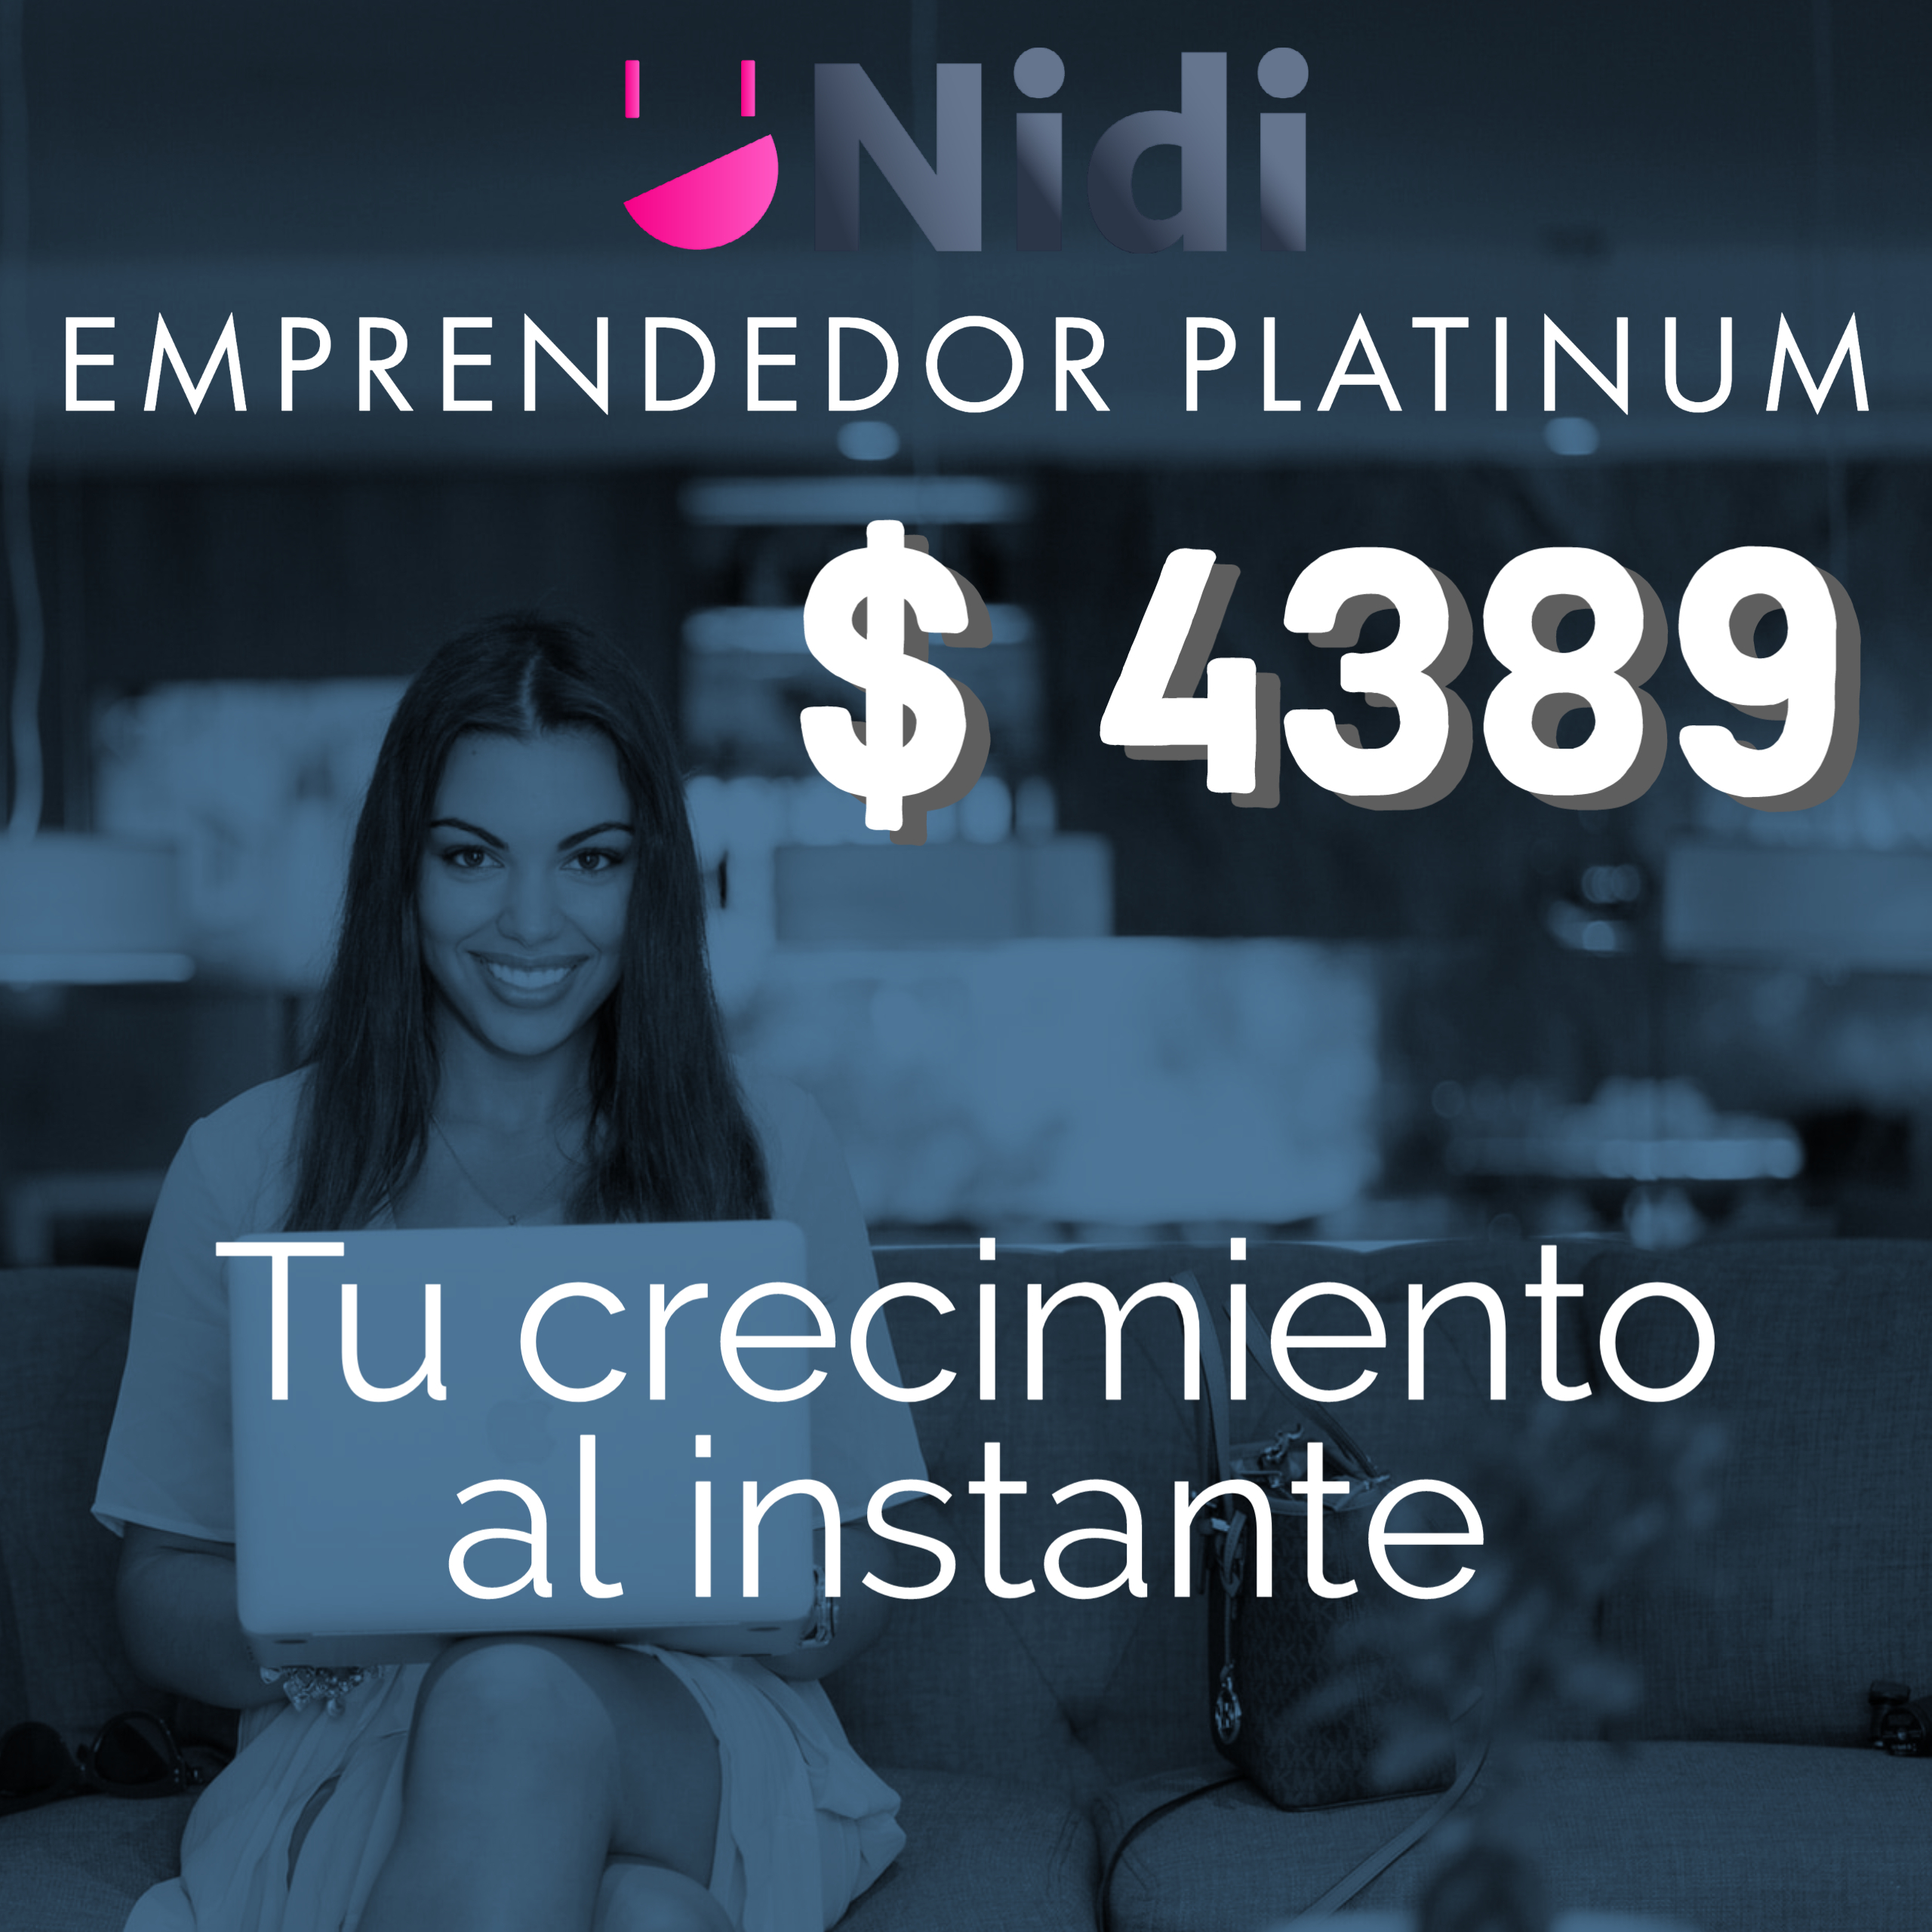 Nidi
EMPRENDEDOR PLATINUM
$ 4389
Tu crecimiento
al instante